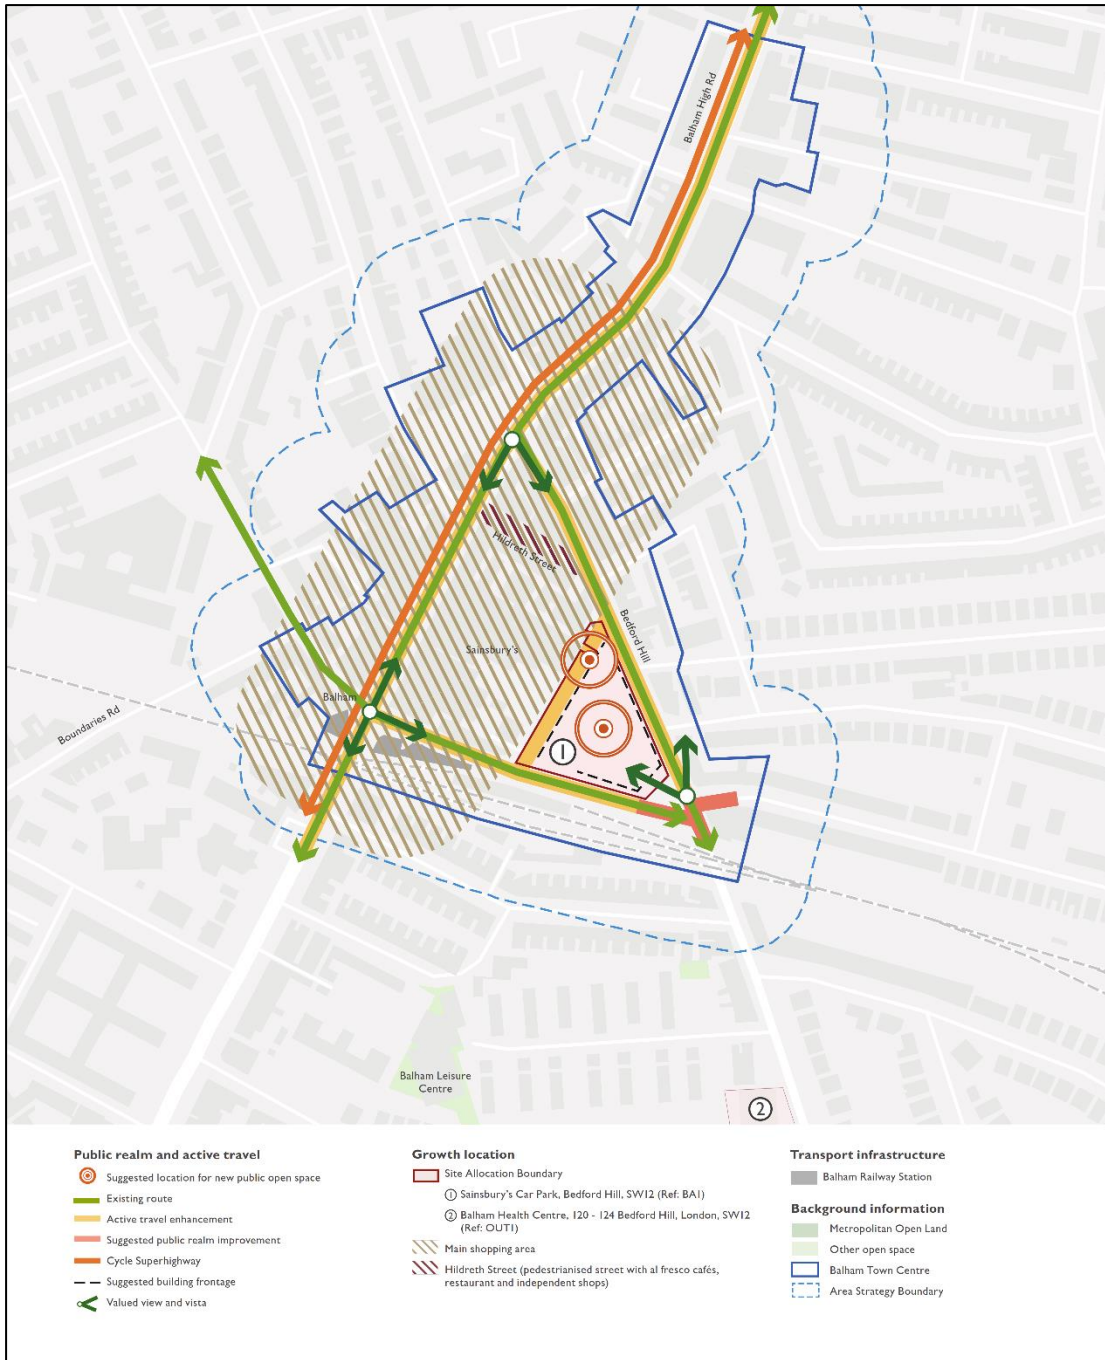 Balham High Rd
Hildreth Street
Bedford Hill
Sainsbury's
Balham
Boundaries Rd
1
Balham Leisure
Centre
2
Public realm and active travel
Suggested location for new public open space
Existing route
Active travel enhancement
Suggested public realm improvement
Cycle Superhighway
Suggested building frontage
Valued view and vista
Growth location
Site Allocation Boundary
1 Sainsbury's Car Park, Bedford Hill, SW12 (Ref: BA1)
2 Balham Health Centre, 120 - 124 Bedford Hill, London, SW12
(Ref: OUT1)
Main shopping area
Hildreth Street (pedestrianised street with al fresco cafés,
restaurant and independent shops)
Transport infrastructure
Balham Railway Station
Background information
Metropolitan Open Land
Other open space
Balham Town Centre
Area Strategy Boundary